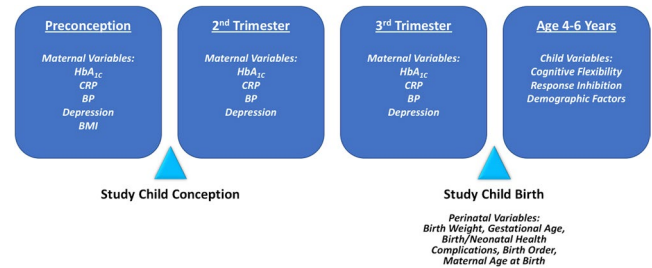 Preconception
Maternal Variables:
HbA1C
CRP
BP
Depression
BMI
2nd Trimester
Maternal Variables:
HbA1C
CRP
BP
Depression
3rd Trimester
Maternal Variables:
HbA1C
CRP
BP
Depression
Age 4-6 Years
Child Variables:
Cognitive Flexibility
Response Inhibition
Demographic Factors
Study Child Conception
Study Child Birth
Perinatal Variables:
Birth Weight, Gestational Age,
Birth/Neonatal Health
Complications, Birth Order,
Maternal Age at Birth